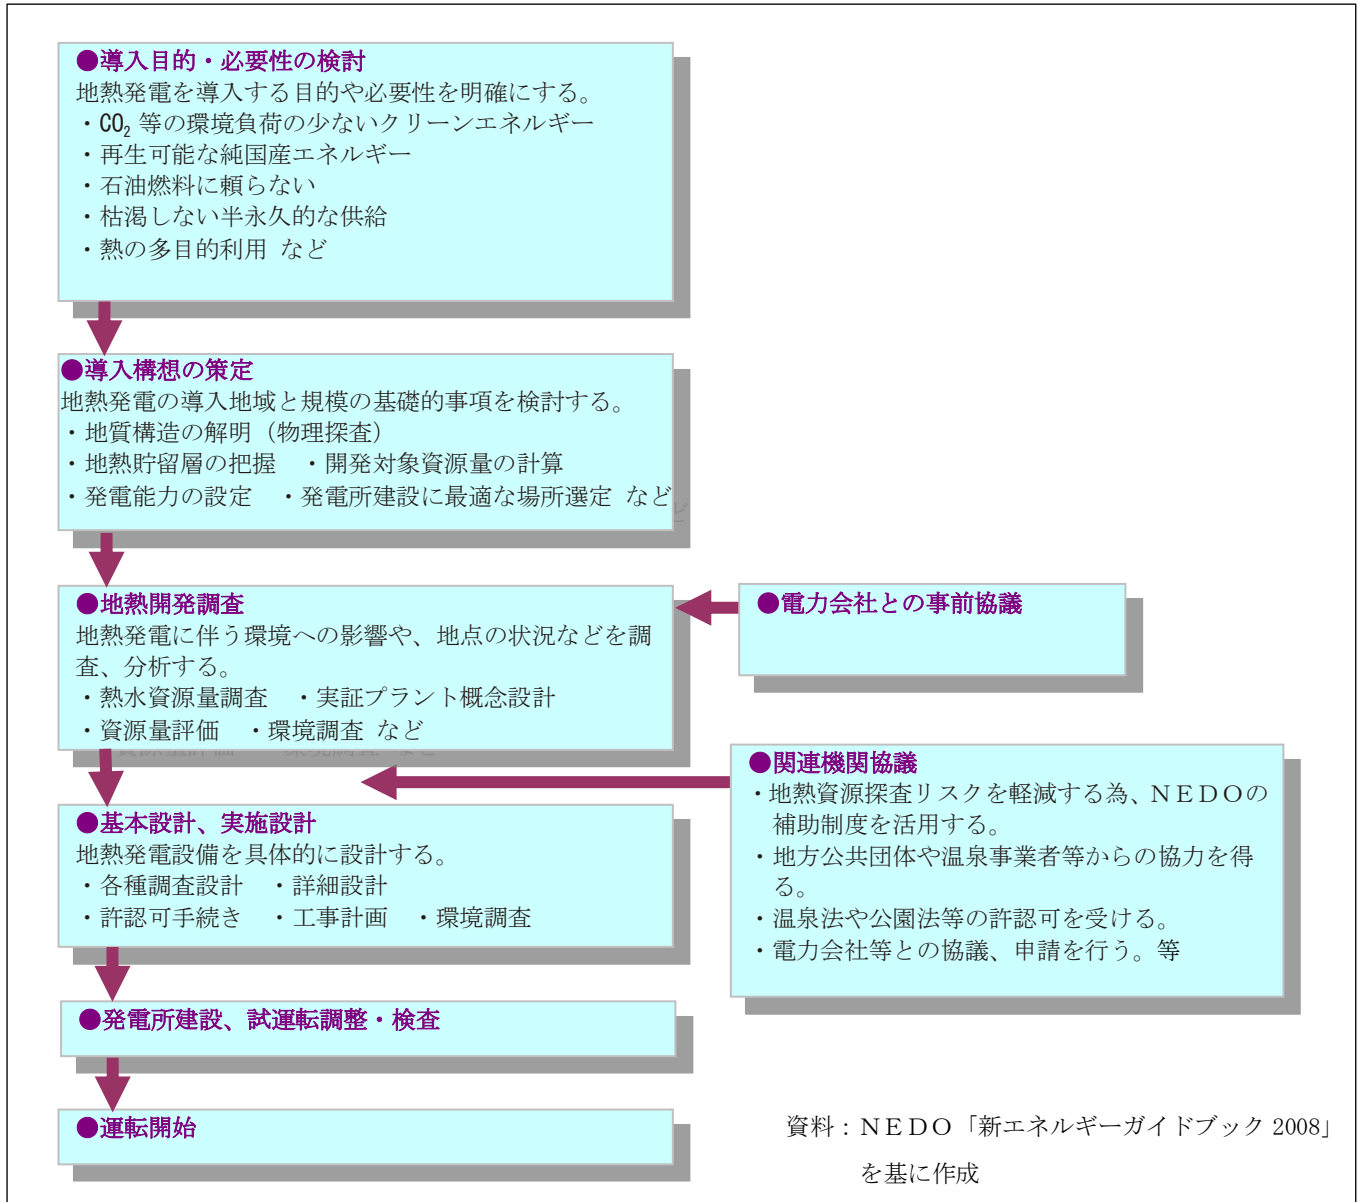 ●導入目的・必要性の検討
地熱発電を導入する目的や必要性を明確にする。
・CO₂ 等の環境負荷の少ないクリーンエネルギー
・再生可能な純国産エネルギー
・石油燃料に頼らない
・枯渇しない半永久的な供給
・熱の多目的利用 など
●導入構想の策定
地熱発電の導入地域と規模の基礎的事項を検討する。
・地質構造の解明（物理探査）
・地熱貯留層の把握　・開発対象資源量の計算
・発電能力の設定　・発電所建設に最適な場所選定 など
●地熱開発調査
地熱発電に伴う環境への影響や、地点の状況などを調
査、分析する。
・熱水資源量調査　・実証プラント概念設計
・資源量評価　・環境調査 など
●電力会社との事前協議
●関連機関協議
・地熱資源探査リスクを軽減する為、ＮＥＤＯの
補助制度を活用する。
・地方公共団体や温泉事業者等からの協力を得
る。
・温泉法や公園法等の許認可を受ける。
・電力会社等との協議、申請を行う。等
●基本設計、実施設計
地熱発電設備を具体的に設計する。
・各種調査設計　・詳細設計
・許認可手続き　・工事計画　・環境調査
●発電所建設、試運転調整・検査
●運転開始
資料：ＮＥＤＯ「新エネルギーガイドブック 2008」
を基に作成